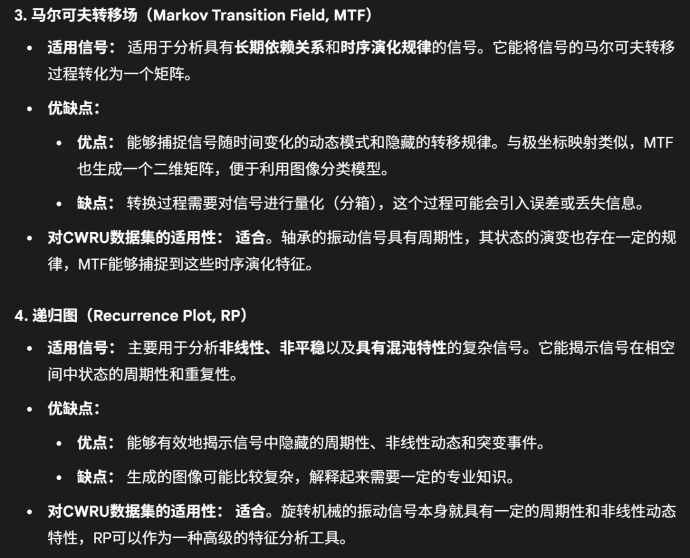 3. 马尔可夫转移场（Markov Transition Field, MTF）
• 适用信号： 适用于分析具有长期依赖关系和时序演化规律的信号。它能将信号的马尔可夫转移
过程转化为一个矩阵。
• 优缺点：
• 优点： 能够捕捉信号随时间变化的动态模式和隐藏的转移规律。与极坐标映射类似，MTF
也生成一个二维矩阵，便于利用图像分类模型。
• 缺点： 转换过程需要对信号进行量化（分箱），这个过程可能会引入误差或丢失信息。
• 对CWRU数据集的适用性： 适合。轴承的振动信号具有周期性，其状态的演变也存在一定的规
律，MTF能够捕捉到这些时序演化特征。
4. 递归图（Recurrence Plot, RP）
• 适用信号： 主要用于分析非线性、非平稳以及具有混沌特性的复杂信号。它能揭示信号在相空
间中状态的周期性和重复性。
• 优缺点：
• 优点： 能够有效地揭示信号中隐藏的周期性、非线性动态和突变事件。
• 缺点： 生成的图像可能比较复杂，解释起来需要一定的专业知识。
• 对CWRU数据集的适用性： 适合。旋转机械的振动信号本身就具有一定的周期性和非线性动态
特性，RP可以作为一种高级的特征分析工具。